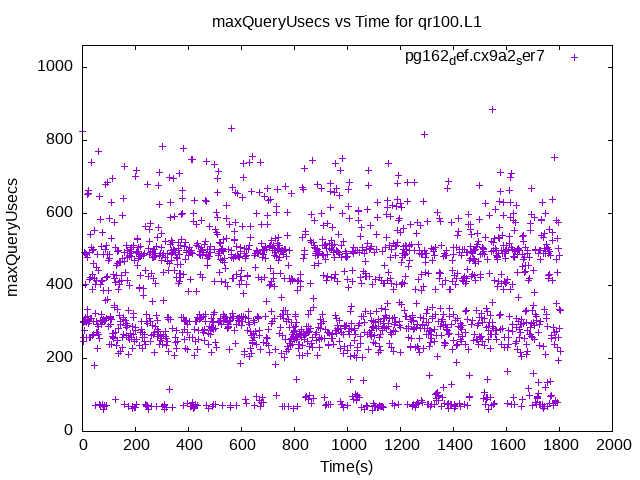 maxQueryUsecs vs Time for qr100.L1
pg162def.cx9a2ser7
1000
800
600
400
200
0
maxQueryUsecs
0 200 400 600 800 1000 1200 1400 1600 1800 2000
Time(s)